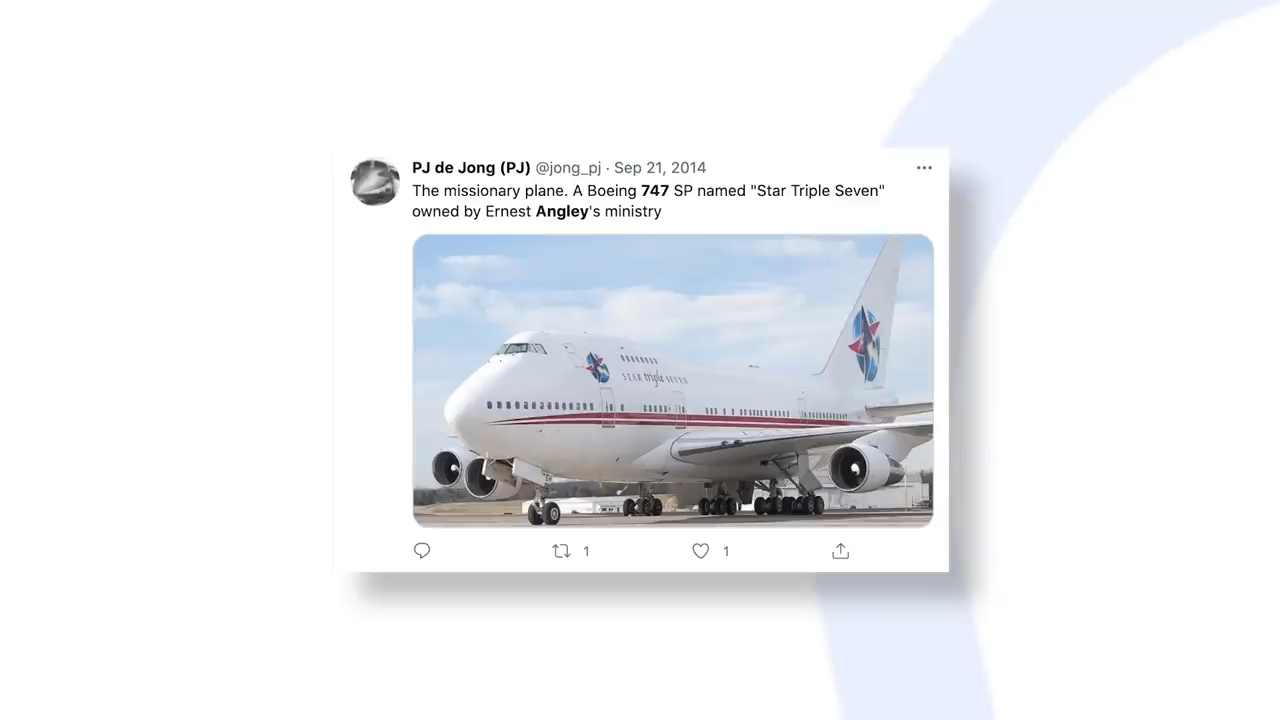 PJ de Jong (PJ) @jong_pj · Sep 21, 2014
The missionary plane. A Boeing 747 SP named "Star Triple Seven"
owned by Ernest Angley's ministry
STAR triple SEVEN
1 1